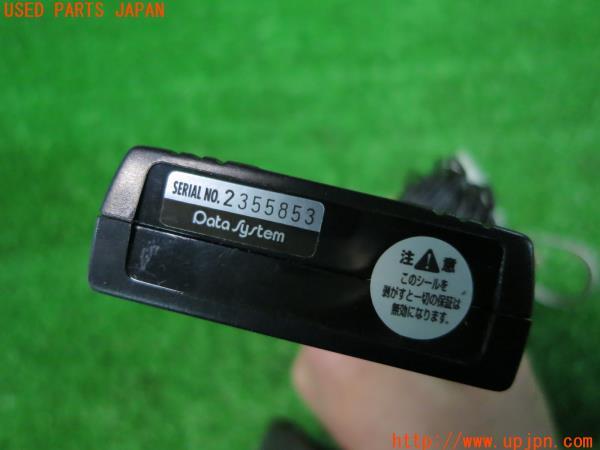 USED PARTS JAPAN
SERIAL NO. 2355853
Data System
注 意
このシールを
剥がすと一切の保証は
無効になります。
http://www.upjpn.com/